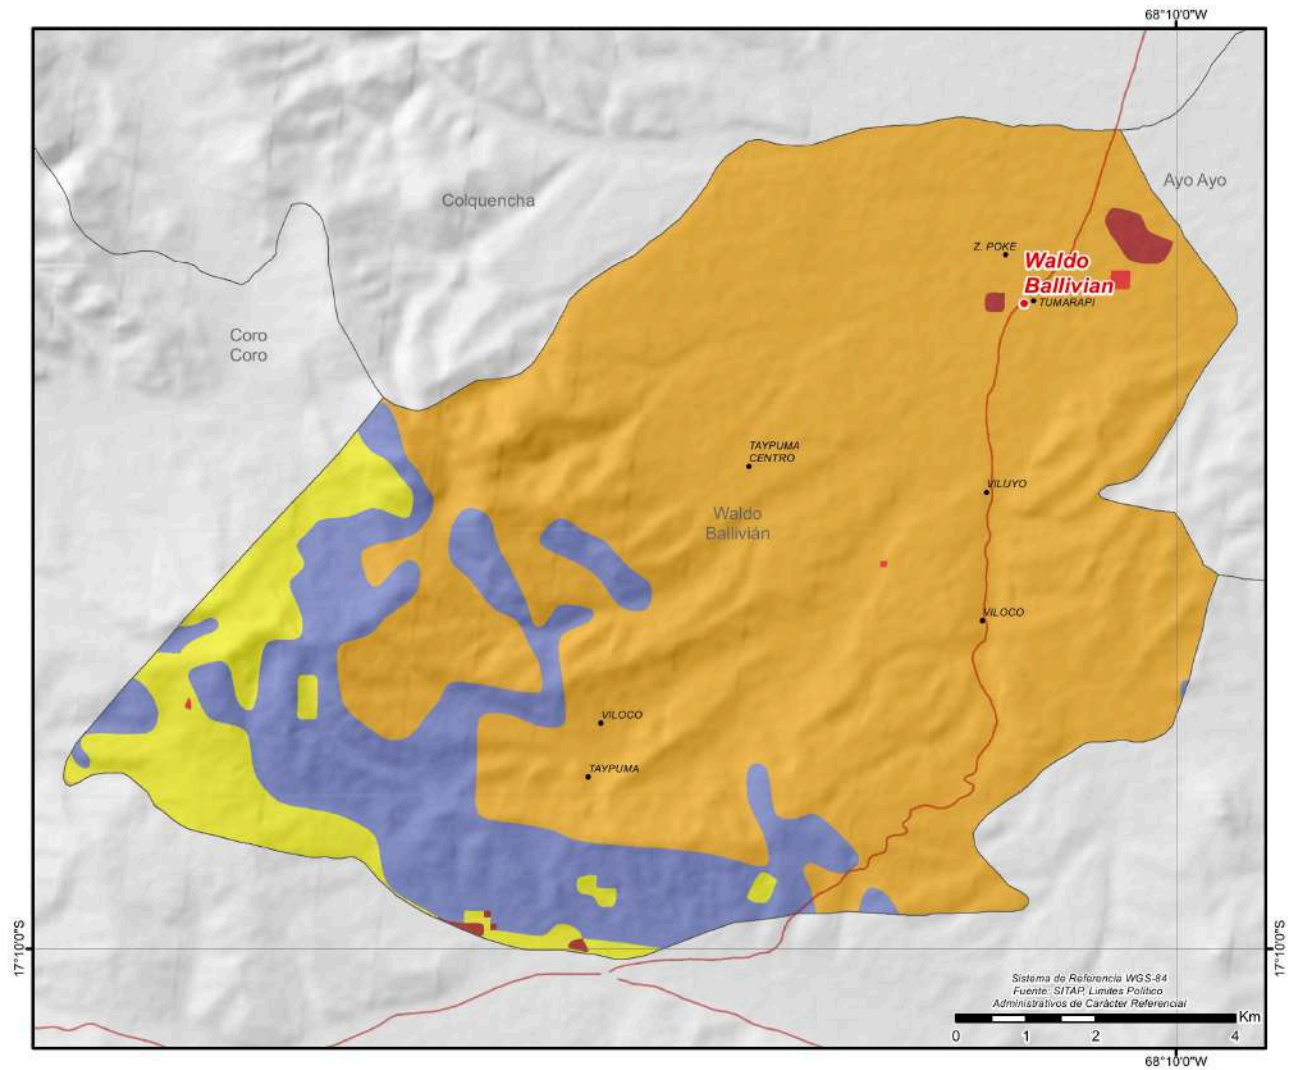 68°10'0"W
Ayo Ayo
Colquencha
Z. POKE
Waldo
Ballivian
TUMARAPI
Coro
Coro
TAYPUMA
CENTRO
VILUYO
Waldo
Ballivián
VILOCO
VILOCO
TAYPUMA
17°10'0"S
17°10'0"S
Sistema de Referencia WGS-84
Fuente: SITAP, Limites Político
Administrativos de Carácter Referencial
Km
0 1 2 4
68°10'0"W